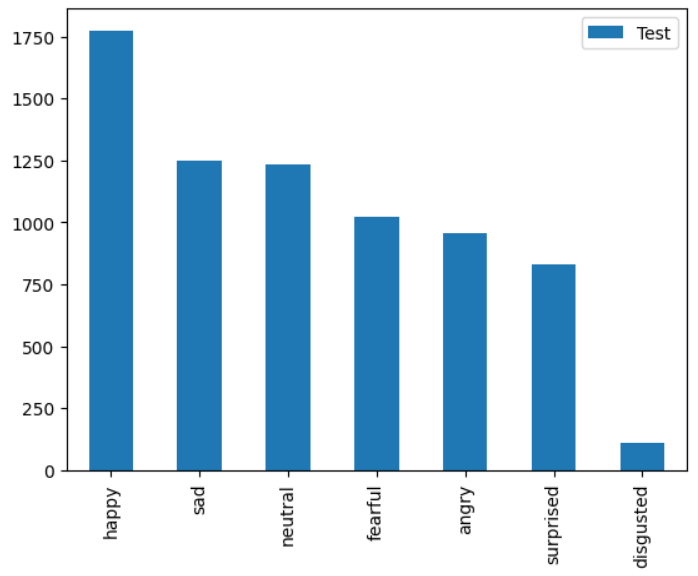 Test
1750
1500
1250
1000
750
500
250
0
happy
sad
neutral
fearful
angry
surprised
disgusted